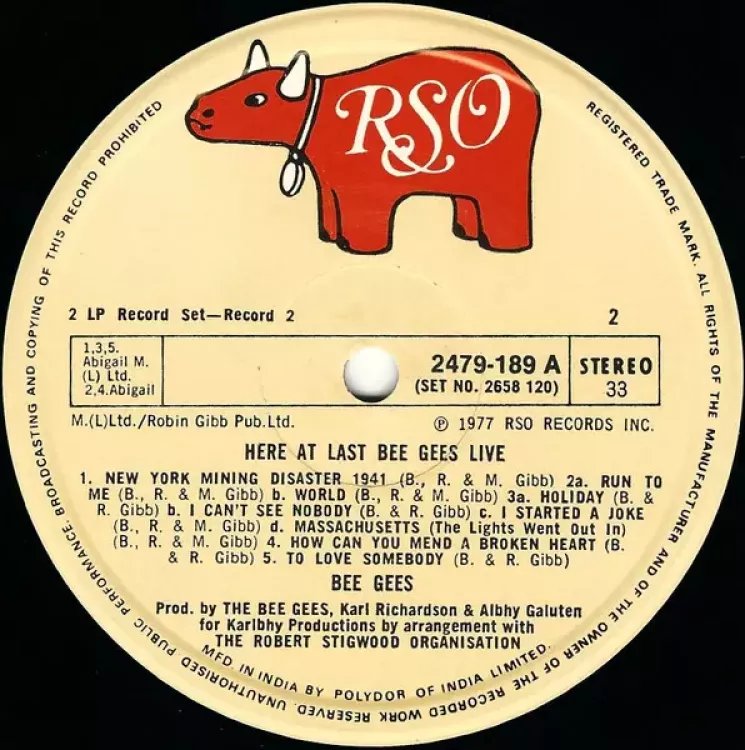 RSO
REGISTERED TRADE MARK. ALL RIGHTS OF THE MANUFACTURER AND OF THE OWNER OF THE RECORDED WORK RESERVED. UNAUTHORISED PUBLIC PERFORMANCE, BROADCASTING AND COPYING OF THIS RECORD PROHIBITED
2 LP Record Set—Record 2
2
1,3,5.
Abigail M.
(L) Ltd.
2,4.Abigail
2479-189 A
(SET NO. 2658 120)
STEREO
33
M.(L)Ltd./Robin Gibb Pub.Ltd.
℗ 1977 RSO RECORDS INC.
HERE AT LAST BEE GEES LIVE
1. NEW YORK MINING DISASTER 1941 (B., R. & M. Gibb) 2a. RUN TO
ME (B., R. & M. Gibb) b. WORLD (B., R. & M. Gibb) 3a. HOLIDAY (B. &
R. Gibb) b. I CAN'T SEE NOBODY (B. & R. Gibb) c. I STARTED A JOKE
(B., R. & M. Gibb) d. MASSACHUSETTS (The Lights Went Out In)
(B., R. & M. Gibb) 4. HOW CAN YOU MEND A BROKEN HEART (B.
& R. Gibb) 5. TO LOVE SOMEBODY (B. & R. Gibb)
BEE GEES
Prod. by THE BEE GEES, Karl Richardson & Albhy Galuten
for Karlbhy Productions by arrangement with
THE ROBERT STIGWOOD ORGANISATION
MFD. IN INDIA BY POLYDOR OF INDIA LIMITED.